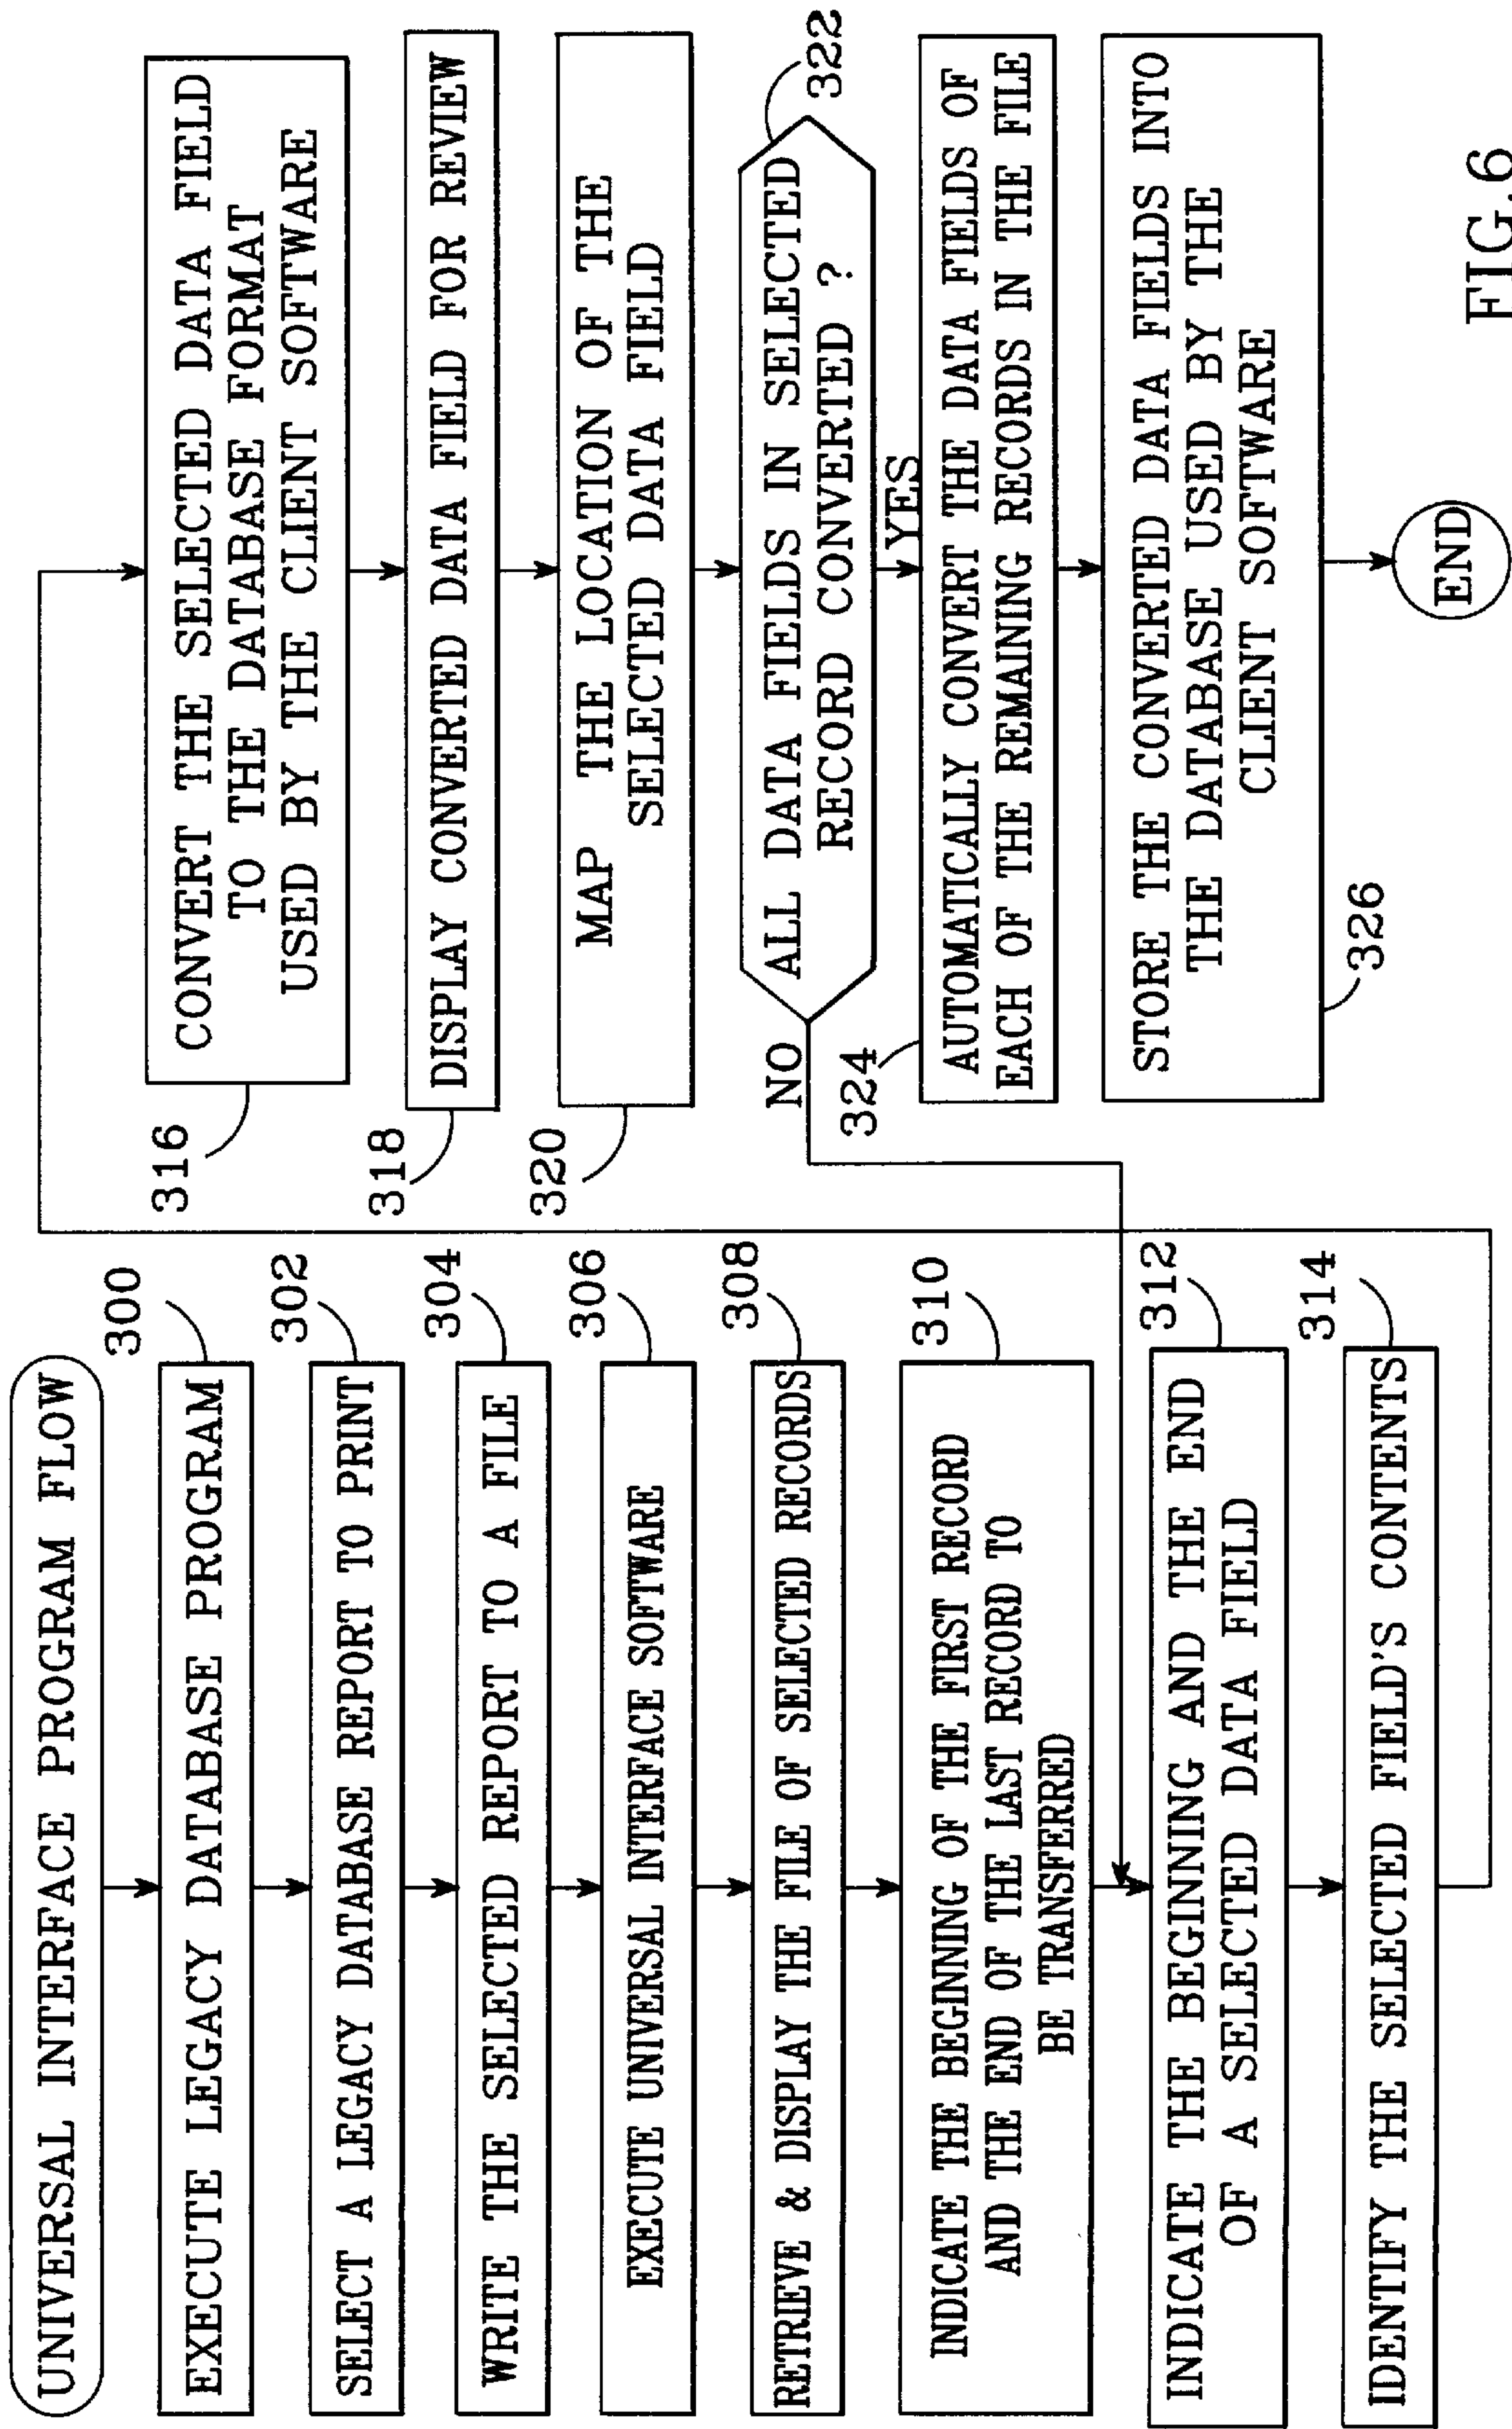 UNIVERSAL INTERFACE PROGRAM FLOW
300
EXECUTE LEGACY DATABASE PROGRAM
302
SELECT A LEGACY DATABASE REPORT TO PRINT
304
WRITE THE SELECTED REPORT TO A FILE
306
EXECUTE UNIVERSAL INTERFACE SOFTWARE
308
RETRIEVE & DISPLAY THE FILE OF SELECTED RECORDS
310
INDICATE THE BEGINNING OF THE FIRST RECORD
AND THE END OF THE LAST RECORD TO
BE TRANSFERRED
312
INDICATE THE BEGINNING AND THE END
OF A SELECTED DATA FIELD
314
IDENTIFY THE SELECTED FIELD'S CONTENTS
316
CONVERT THE SELECTED DATA FIELD
TO THE DATABASE FORMAT
USED BY THE CLIENT SOFTWARE
318
DISPLAY CONVERTED DATA FIELD FOR REVIEW
320
MAP THE LOCATION OF THE
SELECTED DATA FIELD
322
ALL DATA FIELDS IN SELECTED
RECORD CONVERTED ?
NO
YES
324
AUTOMATICALLY CONVERT THE DATA FIELDS OF
EACH OF THE REMAINING RECORDS IN THE FILE
STORE THE CONVERTED DATA FIELDS INTO
THE DATABASE USED BY THE
CLIENT SOFTWARE
326
END
FIG.6